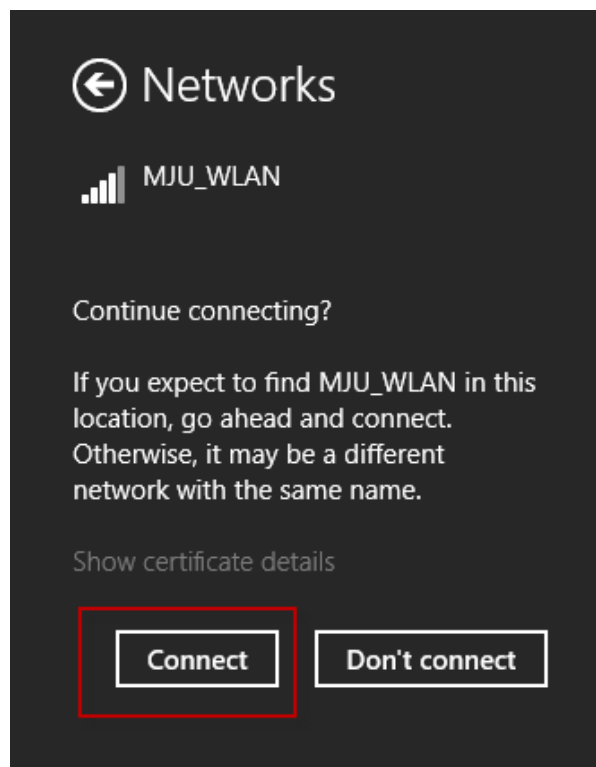 Networks
MJU_WLAN
Continue connecting?
If you expect to find MJU_WLAN in this
location, go ahead and connect.
Otherwise, it may be a different
network with the same name.
Show certificate details
Connect Don't connect